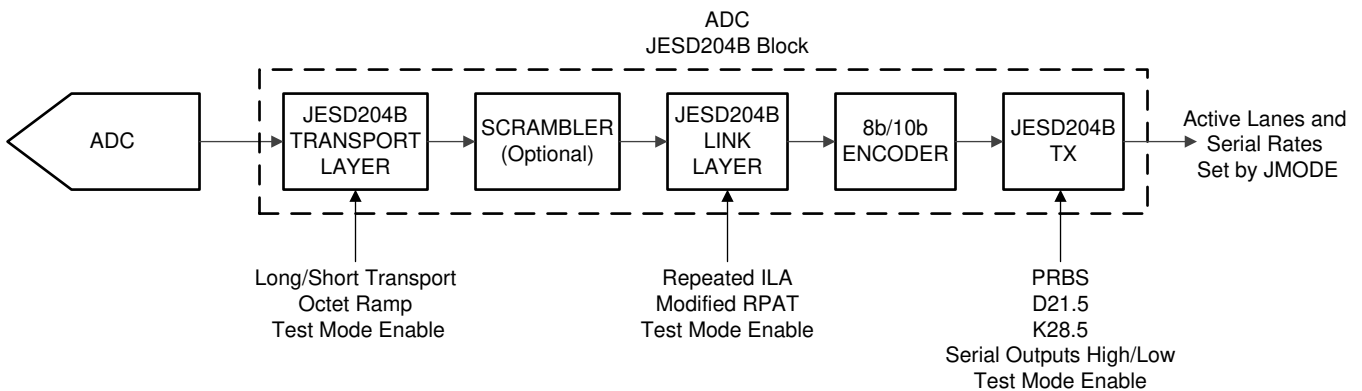 ADC
JESD204B Block
ADC
JESD204B
TRANSPORT
LAYER
SCRAMBLER
(Optional)
JESD204B
LINK
LAYER
8b/10b
ENCODER
JESD204B
TX
Active Lanes and
Serial Rates
Set by JMODE
Long/Short Transport
Octet Ramp
Test Mode Enable
Repeated ILA
Modified RPAT
Test Mode Enable
PRBS
D21.5
K28.5
Serial Outputs High/Low
Test Mode Enable